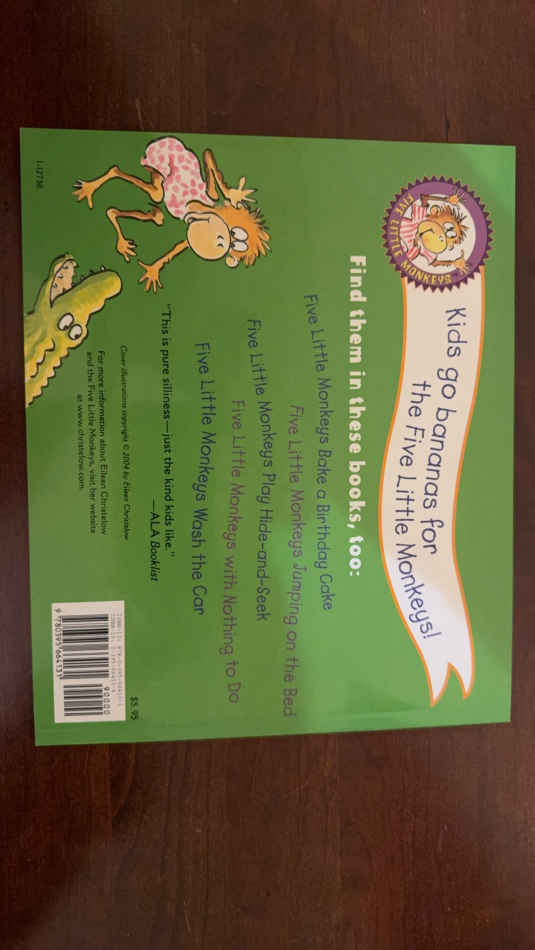 FIVE LITTLE MONKEYS
Kids go bananas for
the Five Little Monkeys!
Find them in these books, too:
Five Little Monkeys Bake a Birthday Cake
Five Little Monkeys Jumping on the Bed
Five Little Monkeys Play Hide-and-Seek
Five Little Monkeys with Nothing to Do
Five Little Monkeys Wash the Car
"This is pure silliness—just the kind kids like."
—ALA Booklist
Cover illustrations copyright © 2004 by Eileen Christelow
For more information about Eileen Christelow
and the Five Little Monkeys, visit her website
at www.christelow.com.
$5.95
90000
1-12738